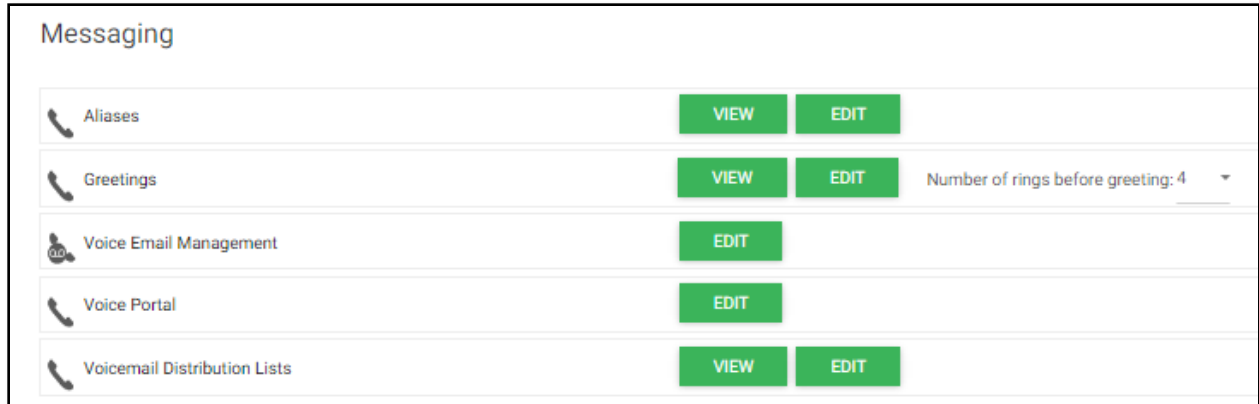 Messaging
Aliases VIEW EDIT
Greetings VIEW EDIT Number of rings before greeting: 4
Voice Email Management EDIT
Voice Portal EDIT
Voicemail Distribution Lists VIEW EDIT